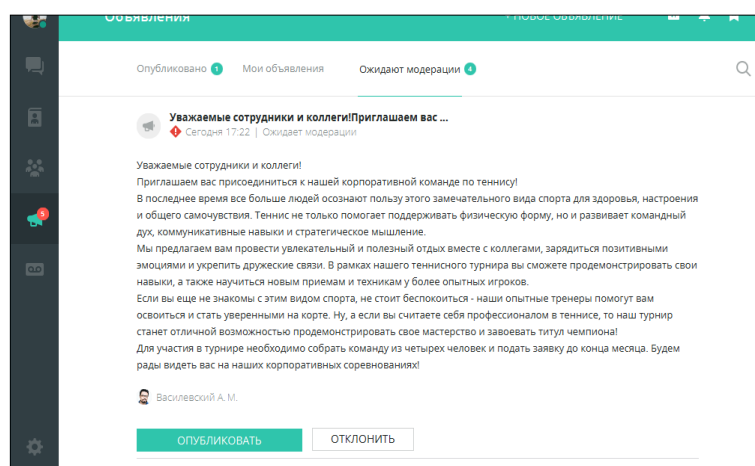 Объявления
+ НОВОЕ ОБЪЯВЛЕНИЕ
Опубликовано 1 Мои объявления Ожидают модерации 4
Уважаемые сотрудники и коллеги!Приглашаем вас ...
Сегодня 17:22 | Ожидает модерации
5
Уважаемые сотрудники и коллеги!
Приглашаем вас присоединиться к нашей корпоративной команде по теннису!
В последнее время все больше людей осознают пользу этого замечательного вида спорта для здоровья, настроения
и общего самочувствия. Теннис не только помогает поддерживать физическую форму, но и развивает командный
дух, коммуникативные навыки и стратегическое мышление.
Мы предлагаем вам провести увлекательный и полезный отдых вместе с коллегами, зарядиться позитивными
эмоциями и укрепить дружеские связи. В рамках нашего теннисного турнира вы сможете продемонстрировать свои
навыки, а также научиться новым приемам и техникам у более опытных игроков.
Если вы еще не знакомы с этим видом спорта, не стоит беспокоиться - наши опытные тренеры помогут вам
освоиться и стать уверенными на корте. Ну, а если вы считаете себя профессионалом в теннисе, то наш турнир
станет отличной возможностью продемонстрировать свое мастерство и завоевать титул чемпиона!
Для участия в турнире необходимо собрать команду из четырех человек и подать заявку до конца месяца. Будем
рады видеть вас на наших корпоративных соревнованиях!
Василевский А. М.
ОПУБЛИКОВАТЬ ОТКЛОНИТЬ